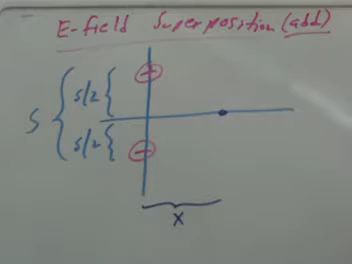 E-field Superposition (add)
+
S/2
S
S/2
−
x